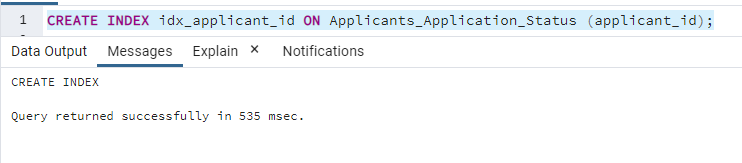 1 CREATE INDEX idx_applicant_id ON Applicants_Application_Status (applicant_id);
Data Output Messages Explain × Notifications
CREATE INDEX
Query returned successfully in 535 msec.